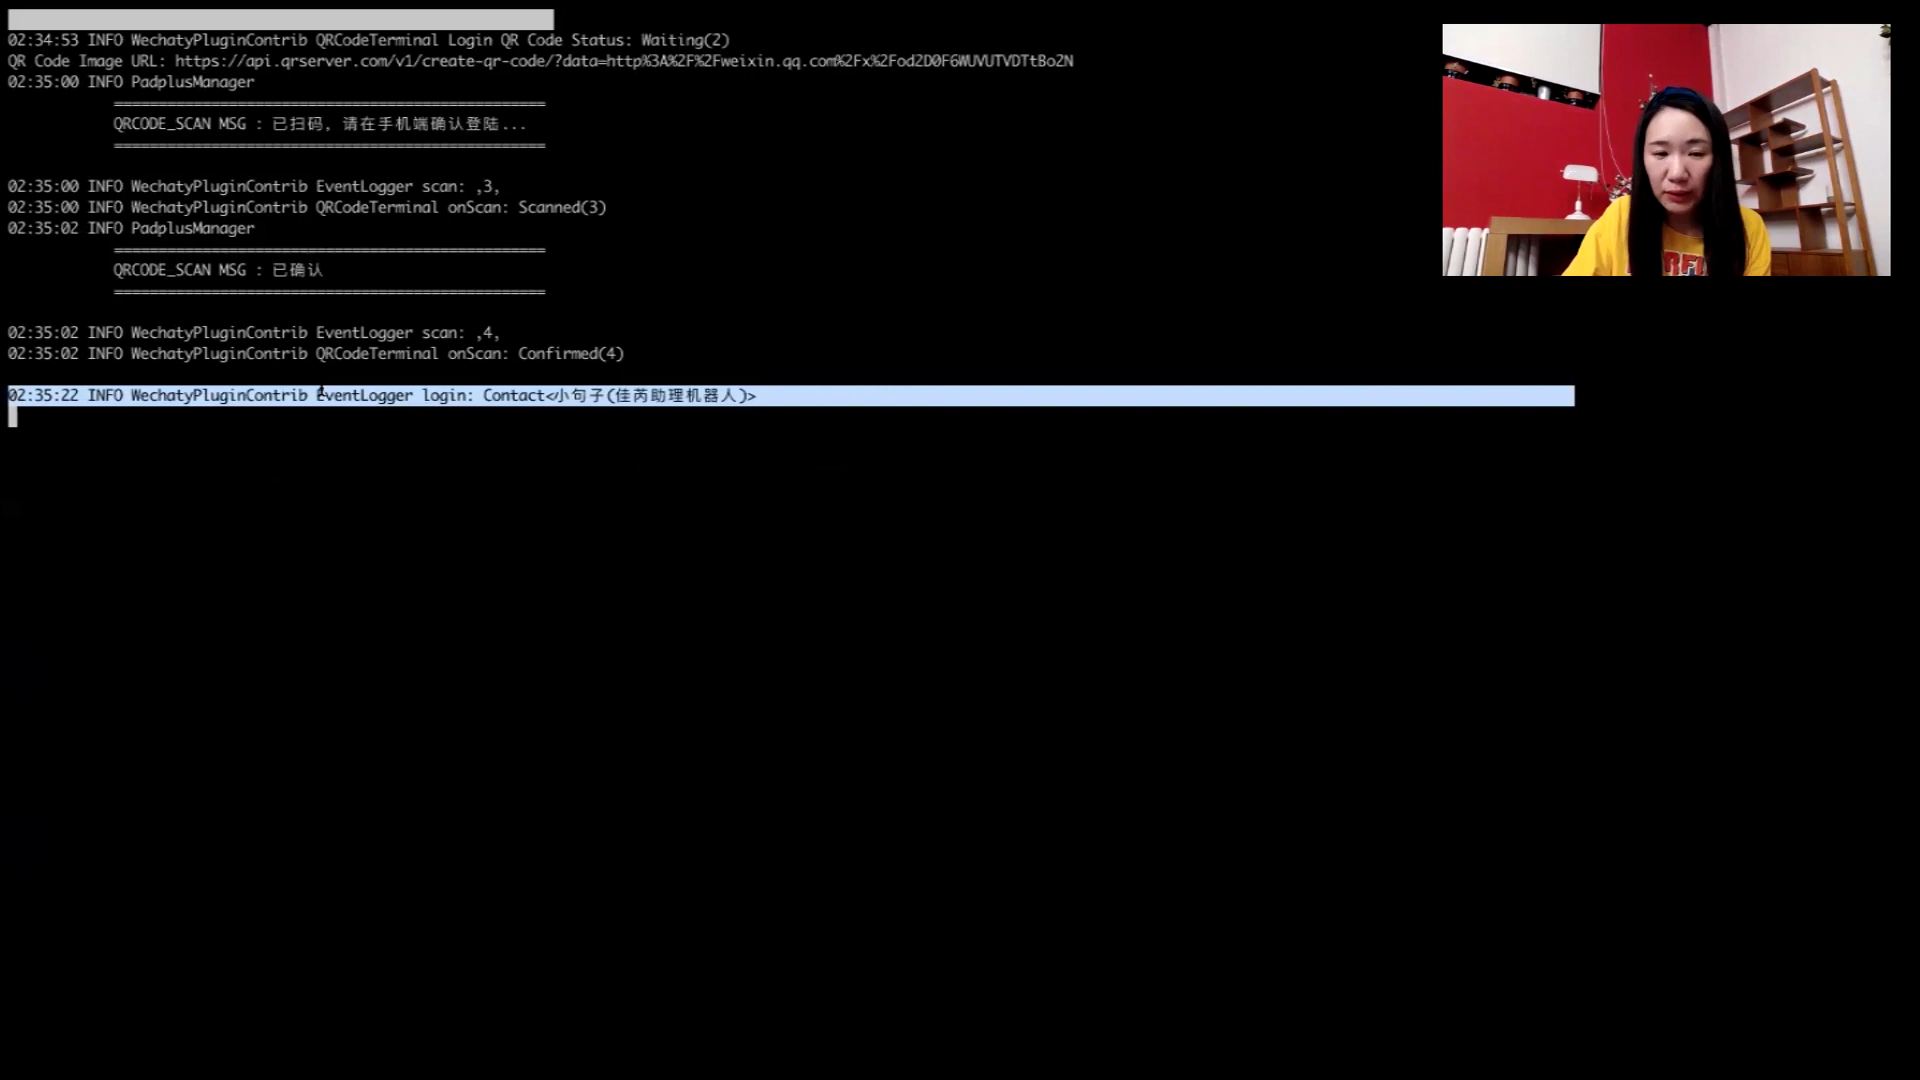 02:34:53 INFO WechatyPluginContrib QRCodeTerminal Login QR Code Status: Waiting(2)
QR Code Image URL: https://api.qrserver.com/v1/create-qr-code/?data=http%3A%2F%2Fweixin.qq.com%2Fx%2Fod2D0F6WUVUTVDTtBo2N
02:35:00 INFO PadplusManager
=================================================
QRCODE_SCAN MSG : 已扫码，请在手机端确认登陆...
=================================================
02:35:00 INFO WechatyPluginContrib EventLogger scan: ,3,
02:35:00 INFO WechatyPluginContrib QRCodeTerminal onScan: Scanned(3)
02:35:02 INFO PadplusManager
=================================================
QRCODE_SCAN MSG : 已确认
=================================================
02:35:02 INFO WechatyPluginContrib EventLogger scan: ,4,
02:35:02 INFO WechatyPluginContrib QRCodeTerminal onScan: Confirmed(4)
02:35:22 INFO WechatyPluginContrib EventLogger login: Contact<小句子(佳芮助理机器人)>